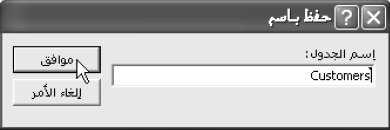 حفظ باسم
إسم الجدول:
Customers
موافق
إلغاء الأمر